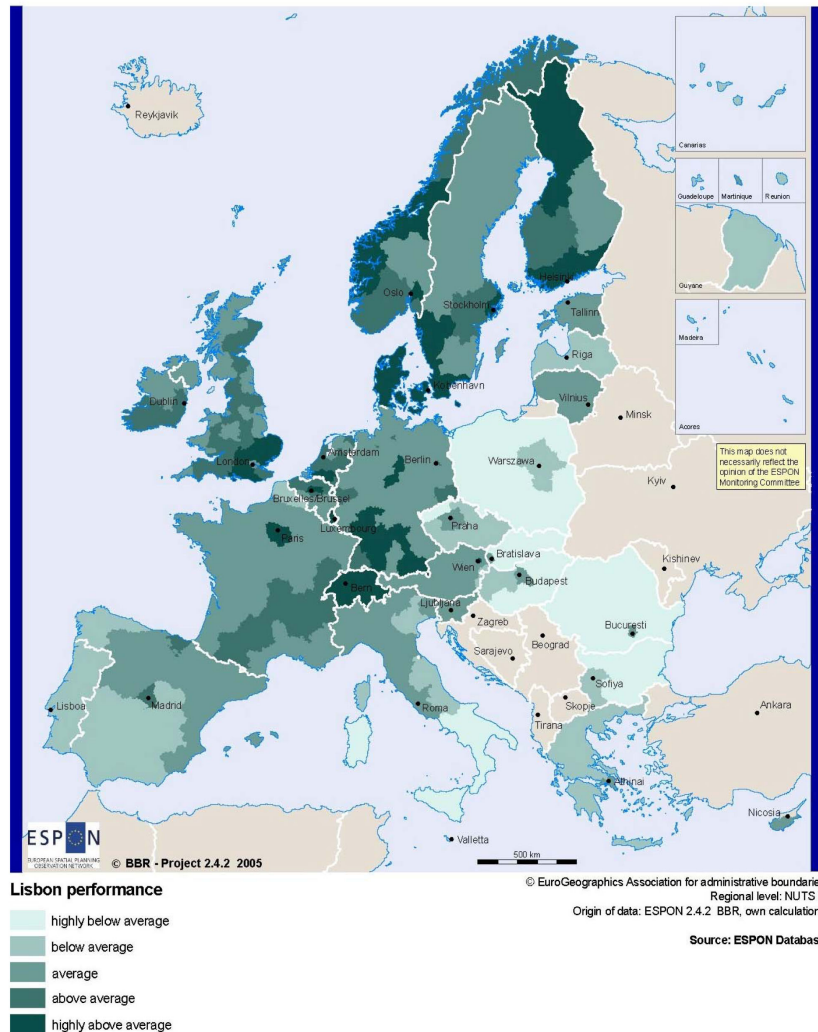 Reykjavik
Canarias
Guadeloupe
Martinique
Reunion
Guyane
Madeira
Acores
This map does not
necessarily reflect the
opinion of the ESPON
Monitoring Committee
Helsinki
Oslo
Stockholm
Tallinn
Riga
Kobenhavn
Vilnius
Minsk
Dublin
London
Amsterdam
Berlin
Warszawa
Kyiv
Bruxelles/Brussel
Luxembourg
Praha
Paris
Kishinev
Bratislava
Wien
Budapest
Bern
Ljubljana
Zagreb
Bucuresti
Beograd
Sarajevo
Sofiya
Skopje
Tirana
Ankara
Lisboa
Madrid
Roma
Athinai
Nicosia
Valletta
ESPON
EUROPEAN SPATIAL PLANNING
OBSERVATION NETWORK
© BBR - Project 2.4.2 2005
500 km
© EuroGeographics Association for administrative boundarie
Regional level: NUTS
Origin of data: ESPON 2.4.2 BBR, own calculation
Source: ESPON Databas
Lisbon performance
highly below average
below average
average
above average
highly above average